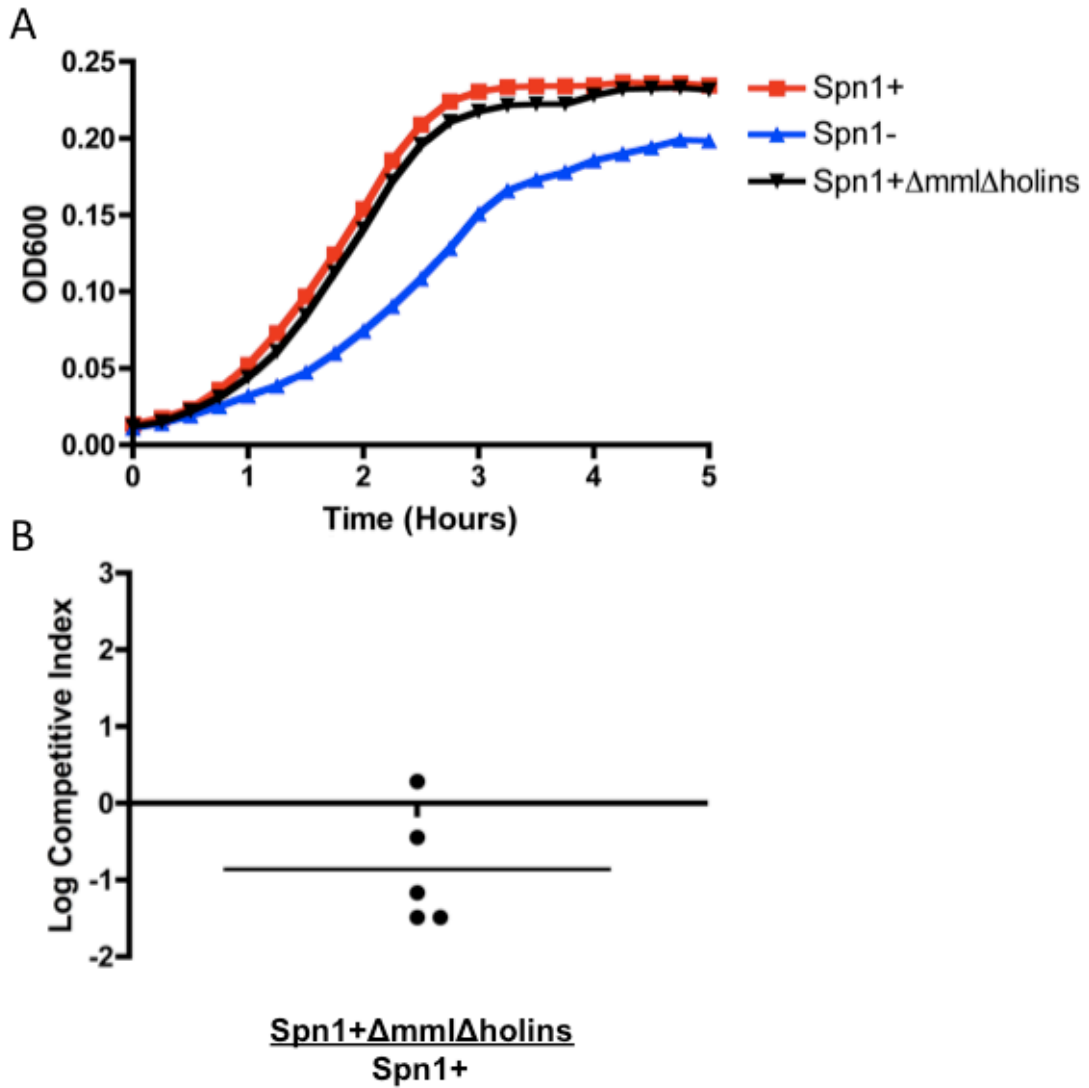 A
0.25
0.20
0.15
0.10
0.05
0.00
OD600
0
1
2
3
4
5
Time (Hours)
Spn1+
Spn1-
Spn1+ΔmmlΔholins
B
3
2
1
0
-1
-2
Log Competitive Index
Spn1+ΔmmlΔholins
Spn1+